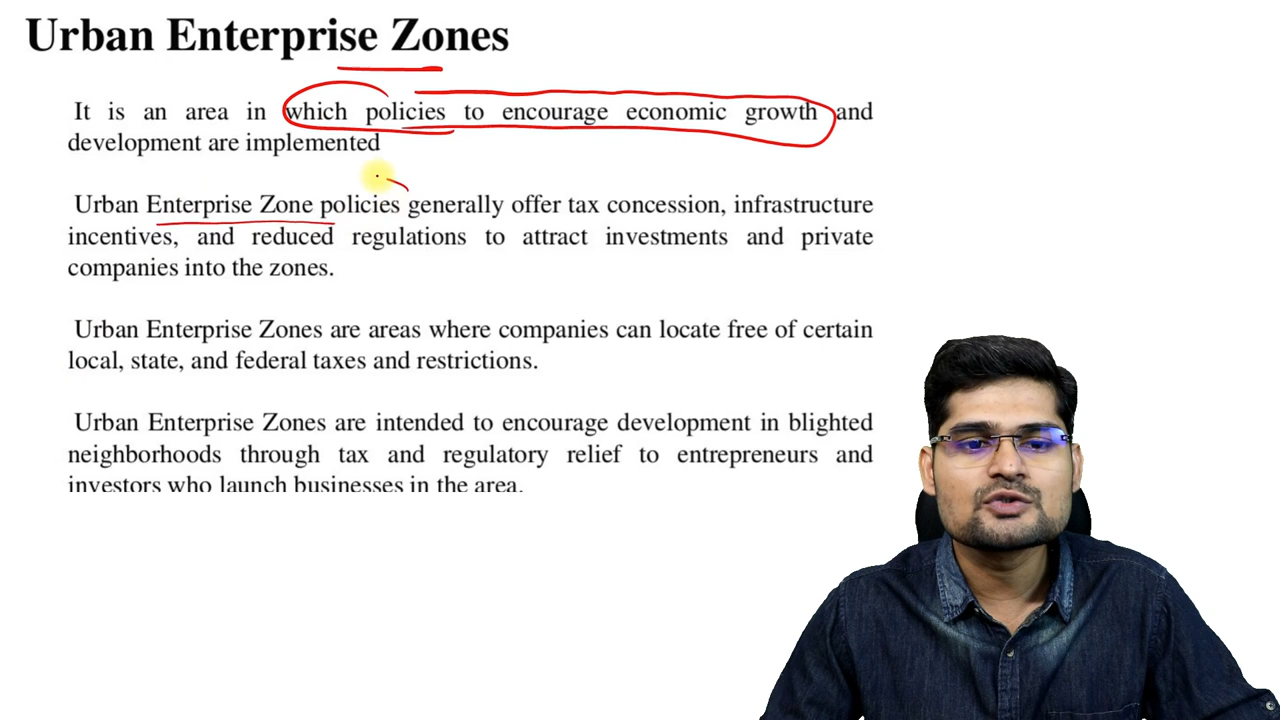 Urban Enterprise Zones
It is an area in which policies to encourage economic growth and
development are implemented
Urban Enterprise Zone policies generally offer tax concession, infrastructure
incentives, and reduced regulations to attract investments and private
companies into the zones.
Urban Enterprise Zones are areas where companies can locate free of certain
local, state, and federal taxes and restrictions.
Urban Enterprise Zones are intended to encourage development in blighted
neighborhoods through tax and regulatory relief to entrepreneurs and
investors who launch businesses in the area.